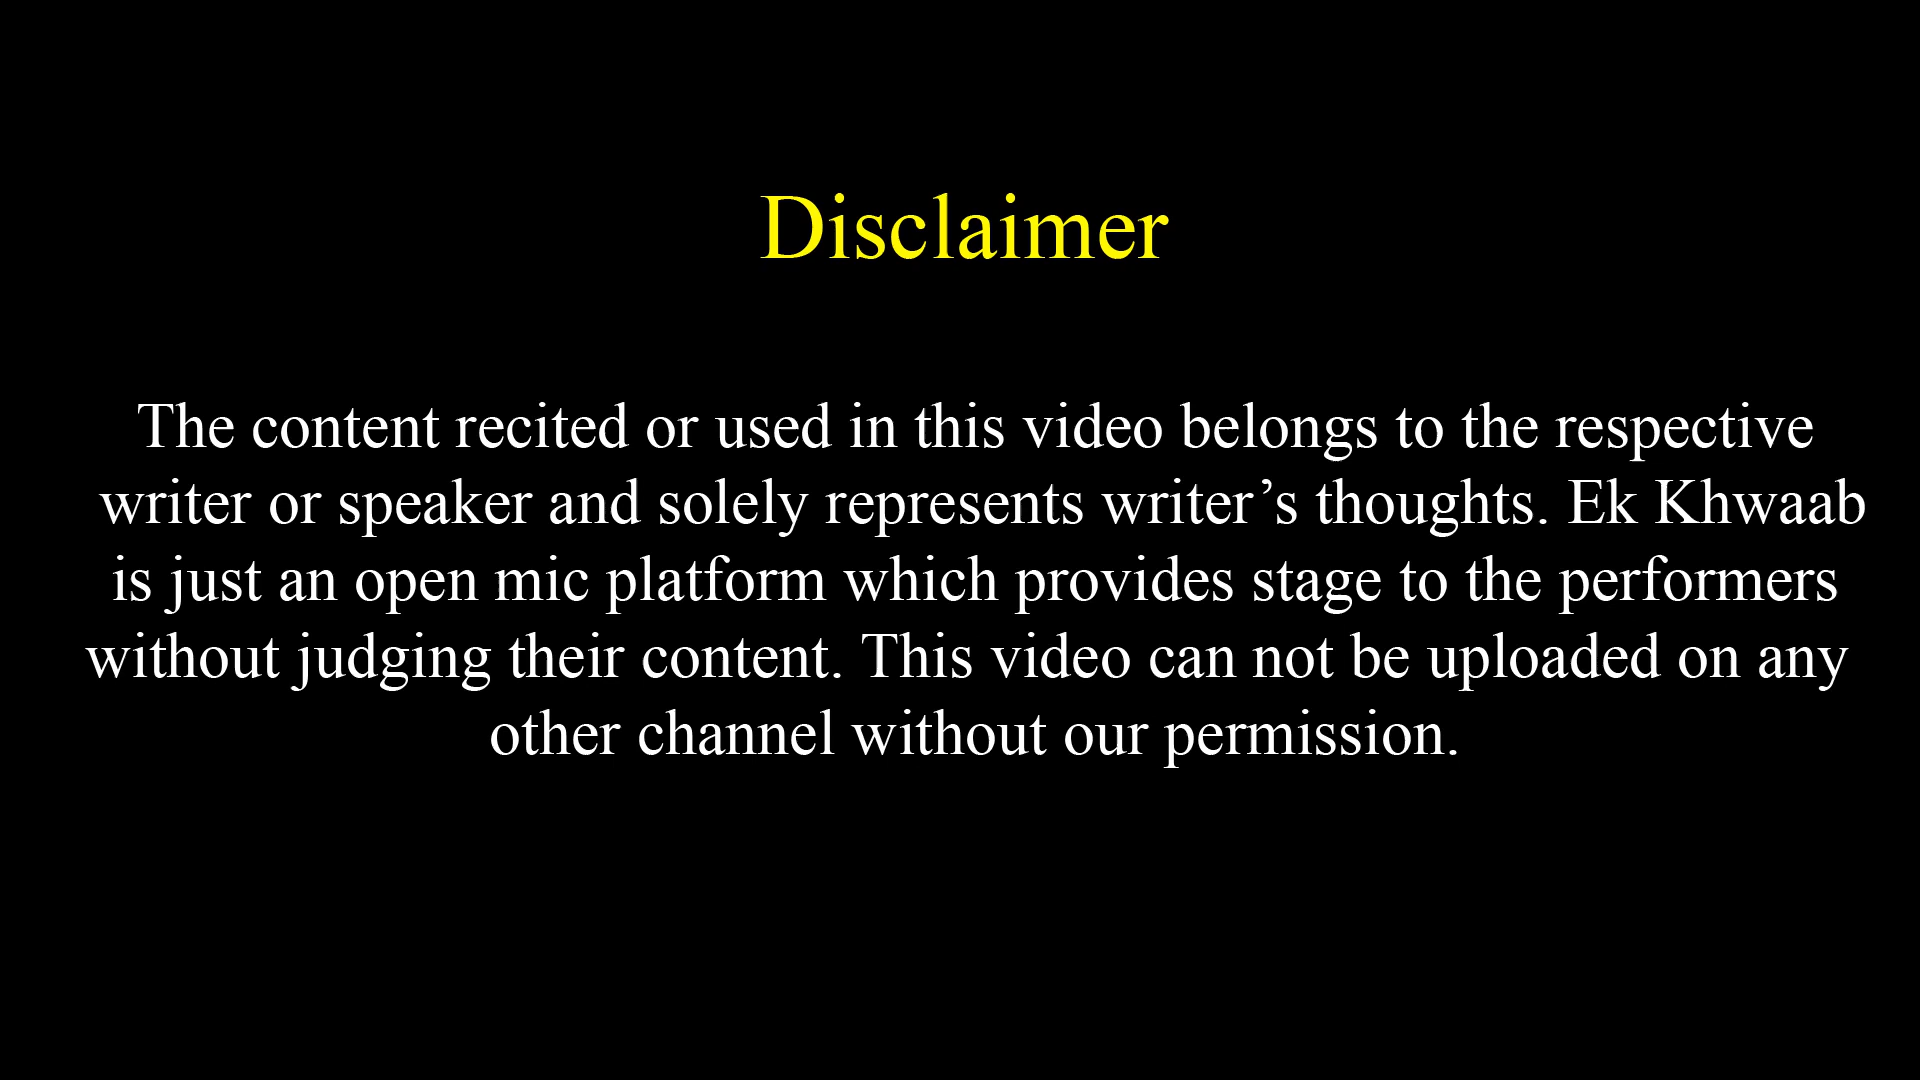 Disclaimer
The content recited or used in this video belongs to the respective
writer or speaker and solely represents writer’s thoughts. Ek Khwaab
is just an open mic platform which provides stage to the performers
without judging their content. This video can not be uploaded on any
other channel without our permission.